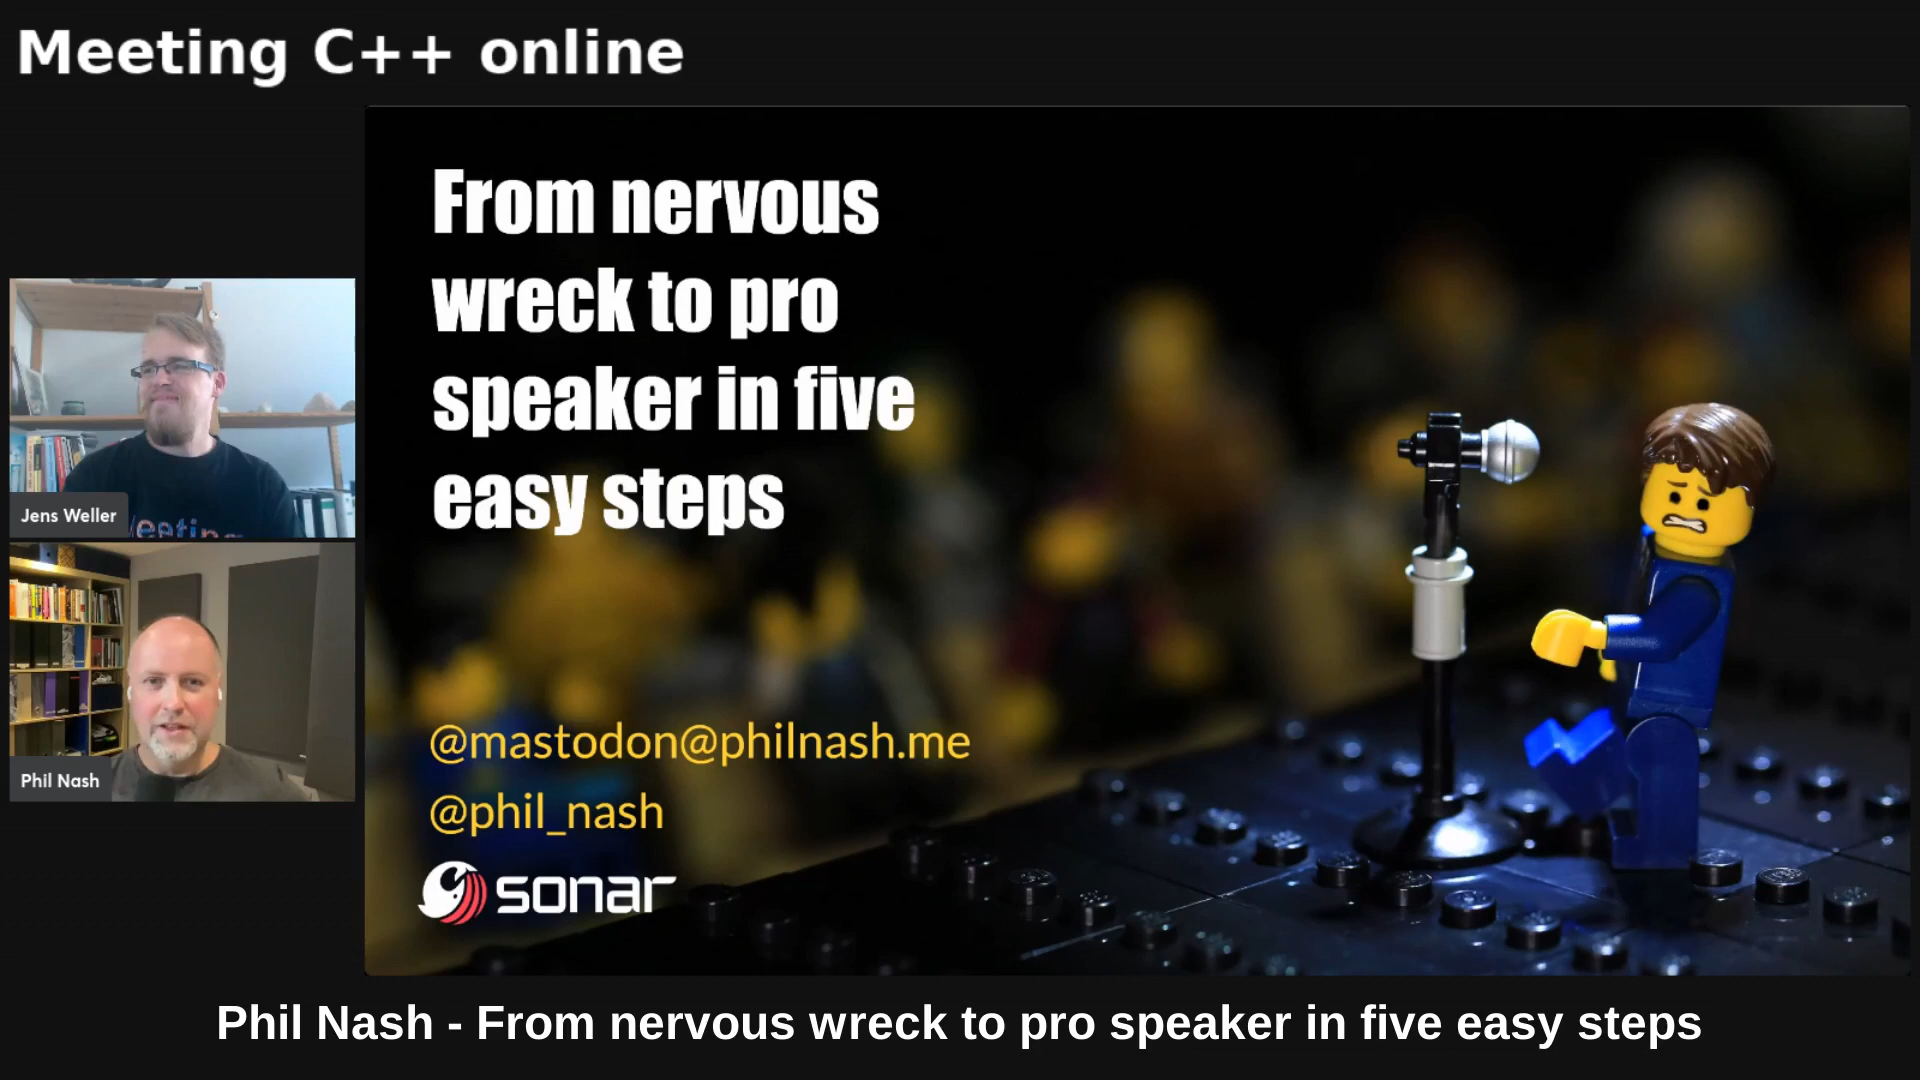 Meeting C++ online
From nervous
wreck to pro
speaker in five
easy steps
@mastodon@philnash.me
@phil_nash
sonar
Jens Weller
Meeting
Phil Nash
Phil Nash - From nervous wreck to pro speaker in five easy steps